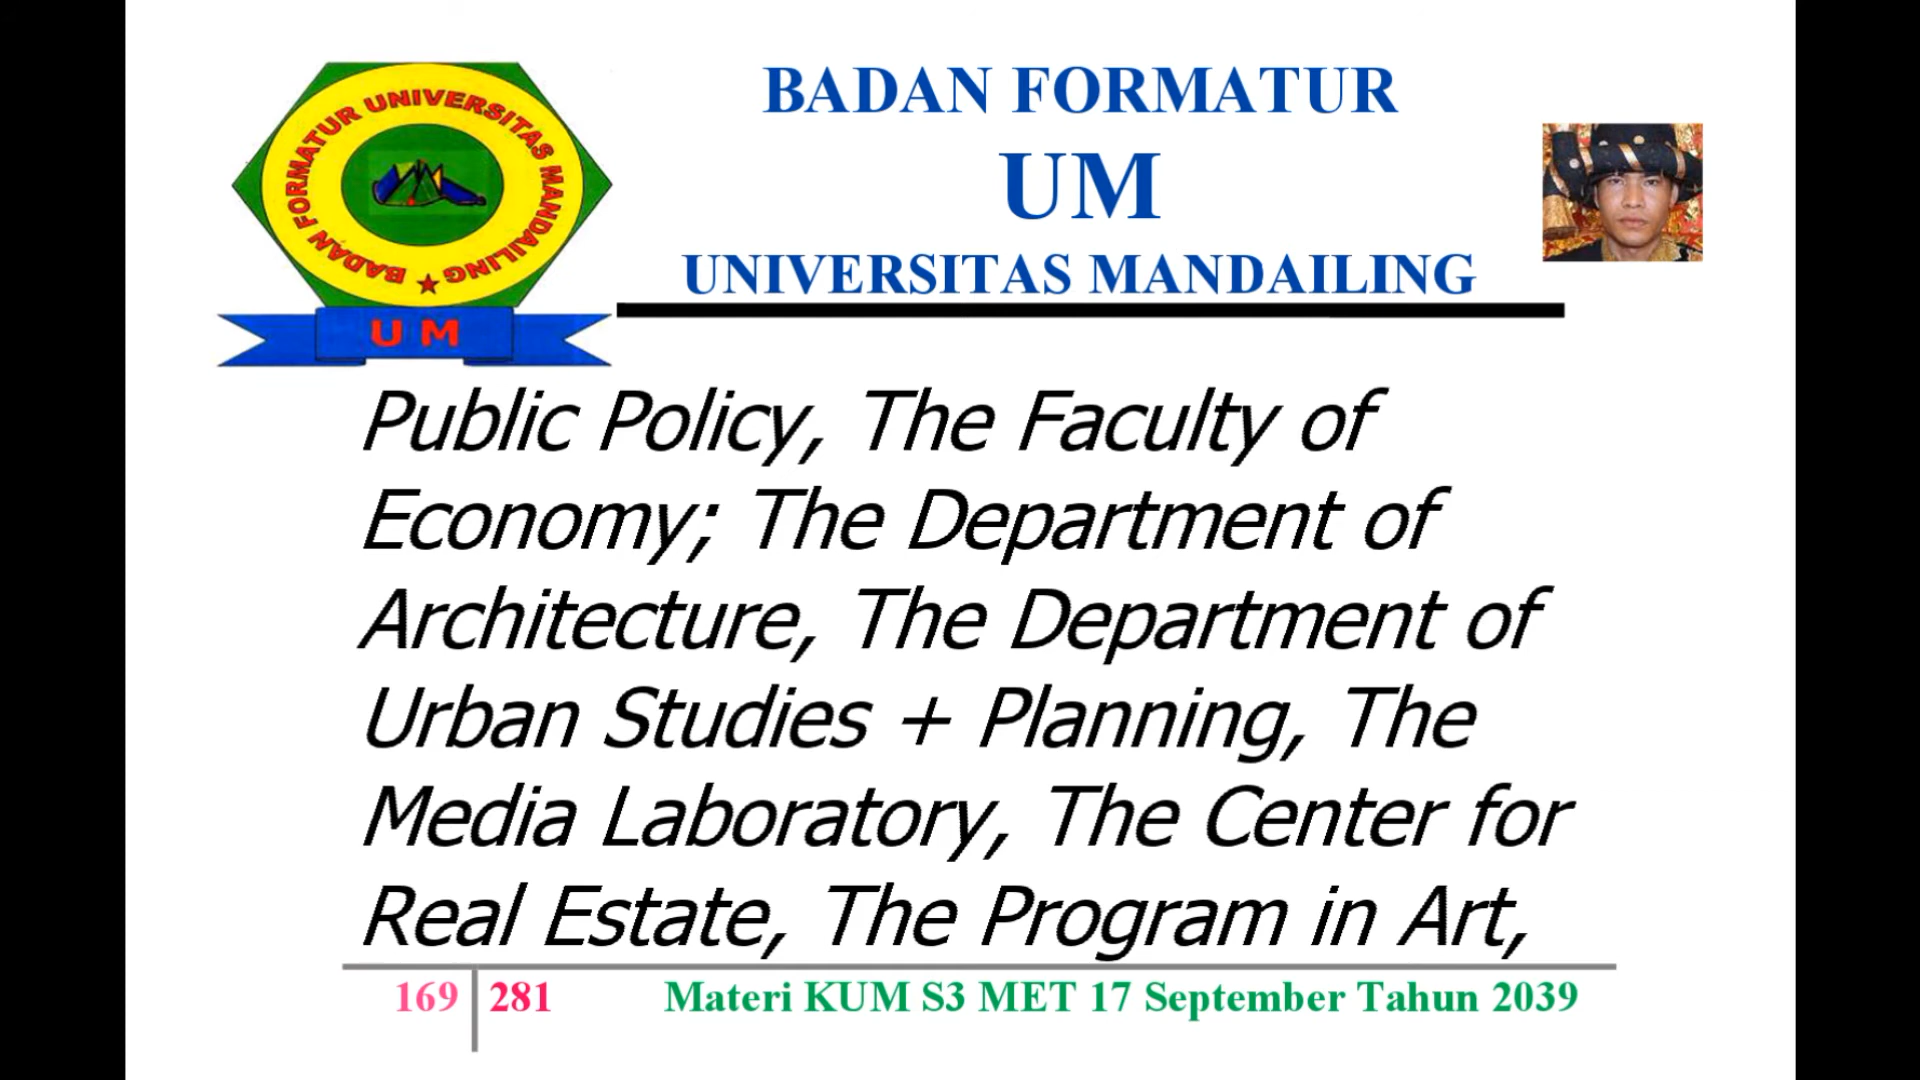 BADAN FORMATUR UNIVERSITAS MANDAILING
UM
BADAN FORMATUR
UM
UNIVERSITAS MANDAILING
Public Policy, The Faculty of
Economy; The Department of
Architecture, The Department of
Urban Studies + Planning, The
Media Laboratory, The Center for
Real Estate, The Program in Art,
169 281 Materi KUM S3 MET 17 September Tahun 2039